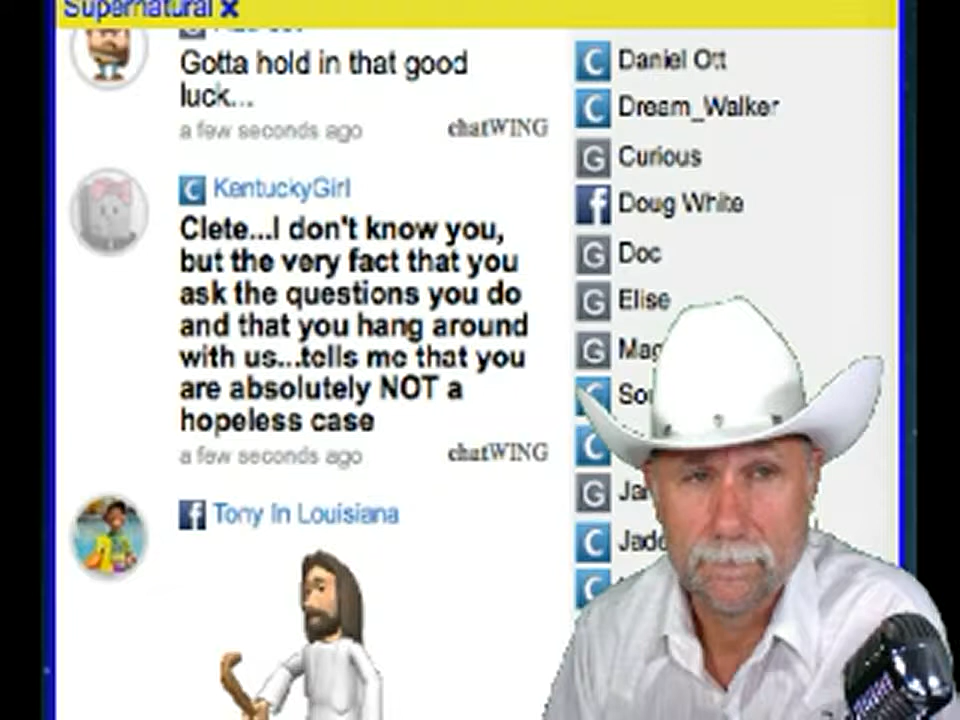 Supernatural ✕
Gotta hold in that good
luck...
a few seconds ago
chatWING
C KentuckyGirl
Clete...I don't know you,
but the very fact that you
ask the questions you do
and that you hang around
with us...tells me that you
are absolutely NOT a
hopeless case
a few seconds ago
chatWING
f Tony In Louisiana
C Daniel Ott
C Dream_Walker
G Curious
f Doug White
G Doc
G Elise
G
C
C
G
C
C